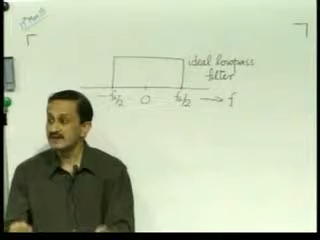 ideal lowpass
filter
-fs/2 0 fs/2 → f